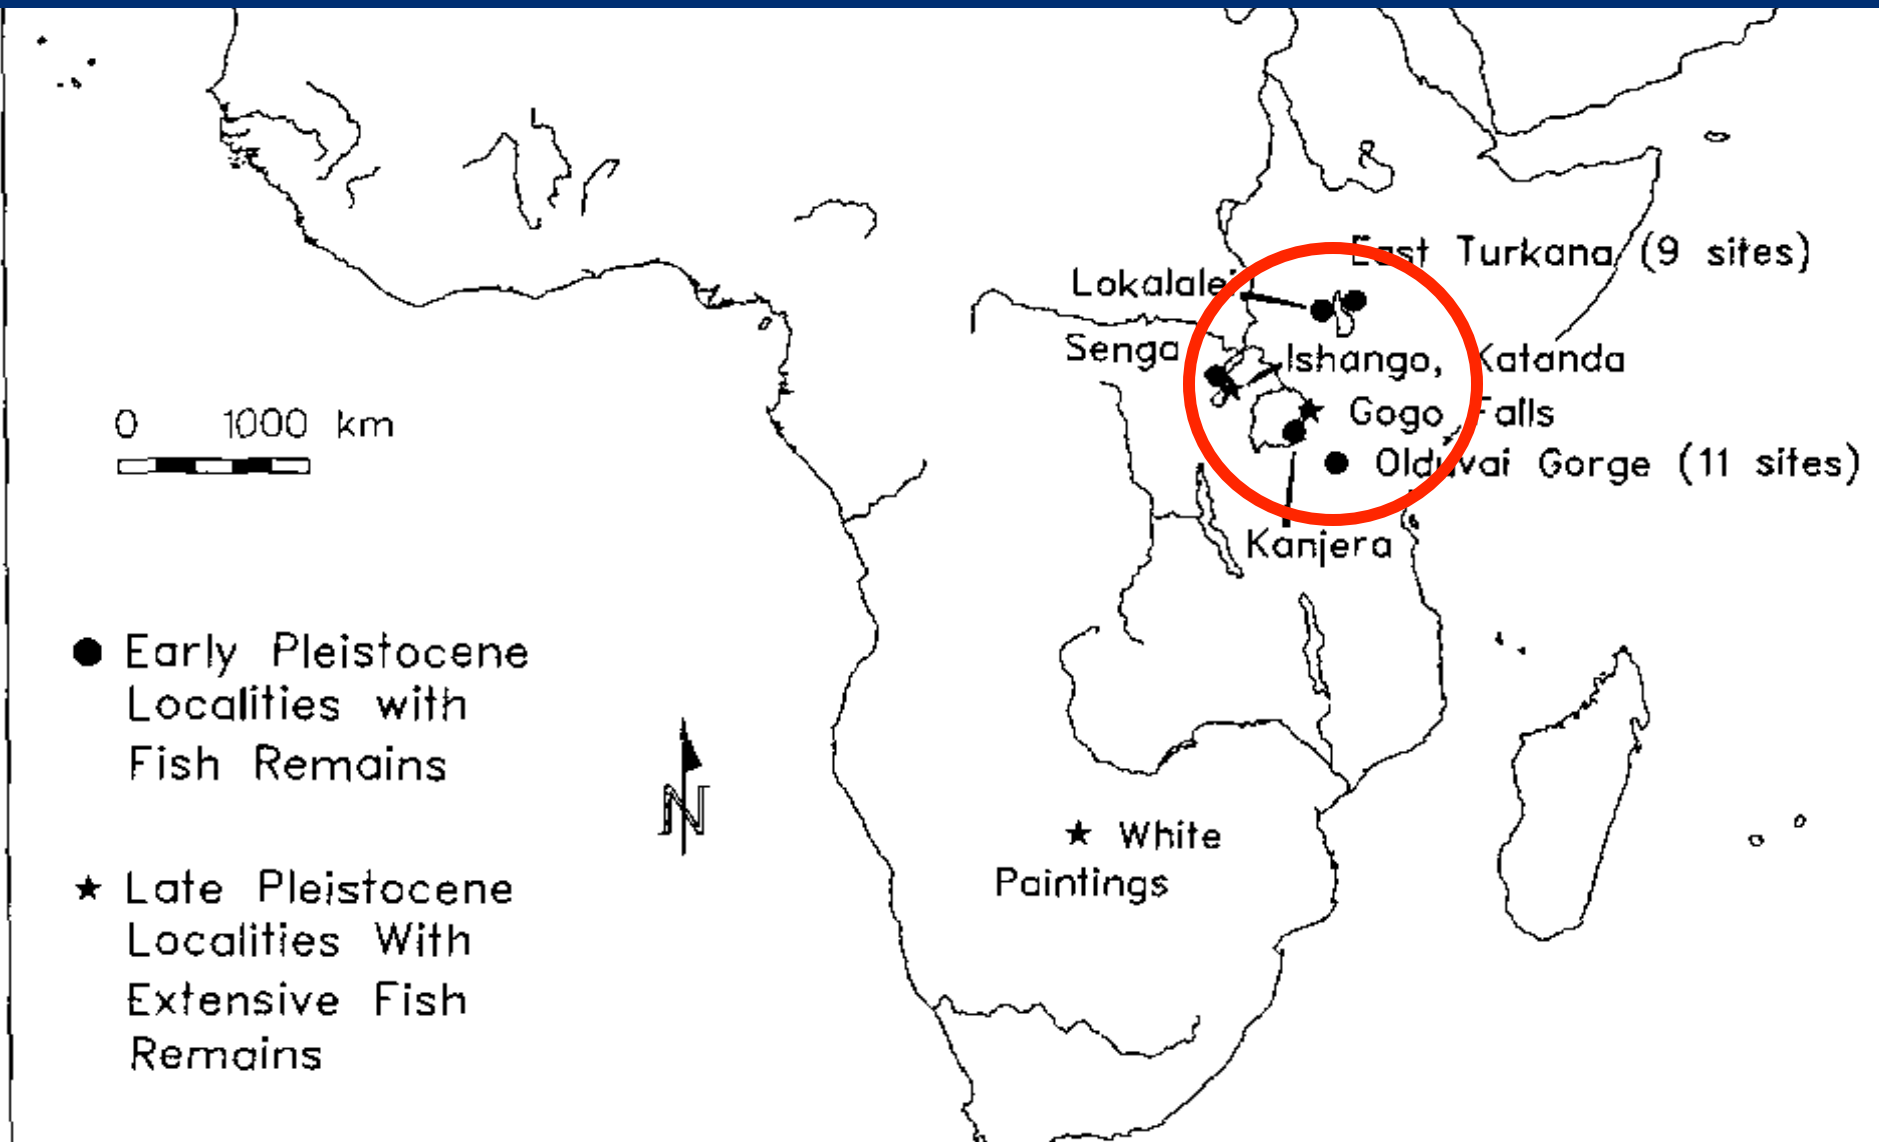 East Turkana (9 sites)
Lokalalei
Senga
Ishango, Katanda
Gogo Falls
Olduvai Gorge (11 sites)
Kanjera
0 1000 km
Early Pleistocene
Localities with
Fish Remains
N
White
Paintings
Late Pleistocene
Localities With
Extensive Fish
Remains